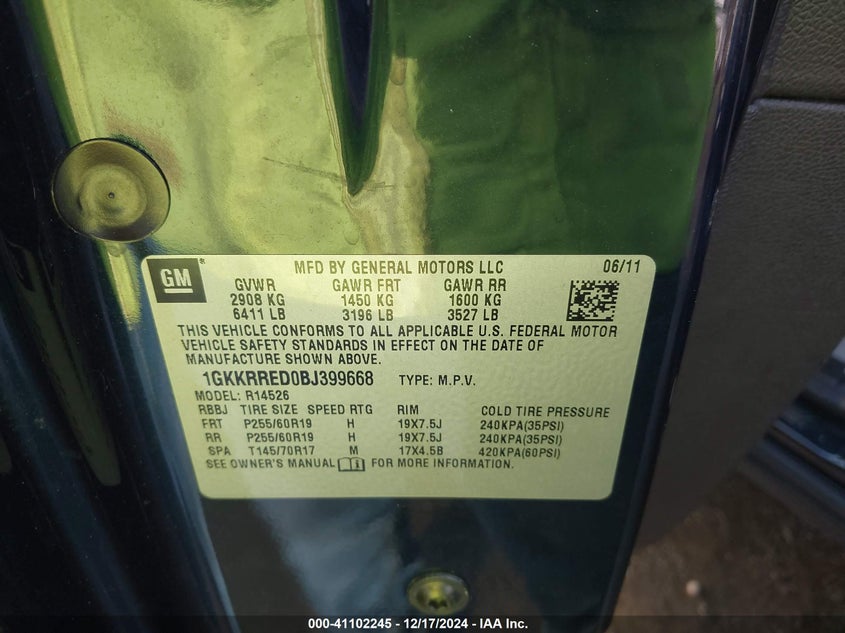 GM ® MFD BY GENERAL MOTORS LLC 06/11
GVWR GAWR FRT GAWR RR
2908 KG 1450 KG 1600 KG
6411 LB 3196 LB 3527 LB
THIS VEHICLE CONFORMS TO ALL APPLICABLE U.S. FEDERAL MOTOR
VEHICLE SAFETY STANDARDS IN EFFECT ON THE DATE OF
MANUFACTURE SHOWN ABOVE.
1GKKRRED0BJ399668 TYPE: M.P.V.
MODEL: R14526
RBBJ TIRE SIZE SPEED RTG RIM COLD TIRE PRESSURE
FRT P255/60R19 H 19X7.5J 240KPA(35PSI)
RR P255/60R19 H 19X7.5J 240KPA(35PSI)
SPA T145/70R17 M 17X4.5B 420KPA(60PSI)
SEE OWNER'S MANUAL FOR MORE INFORMATION.
000-41102245 - 12/17/2024 - IAA Inc.